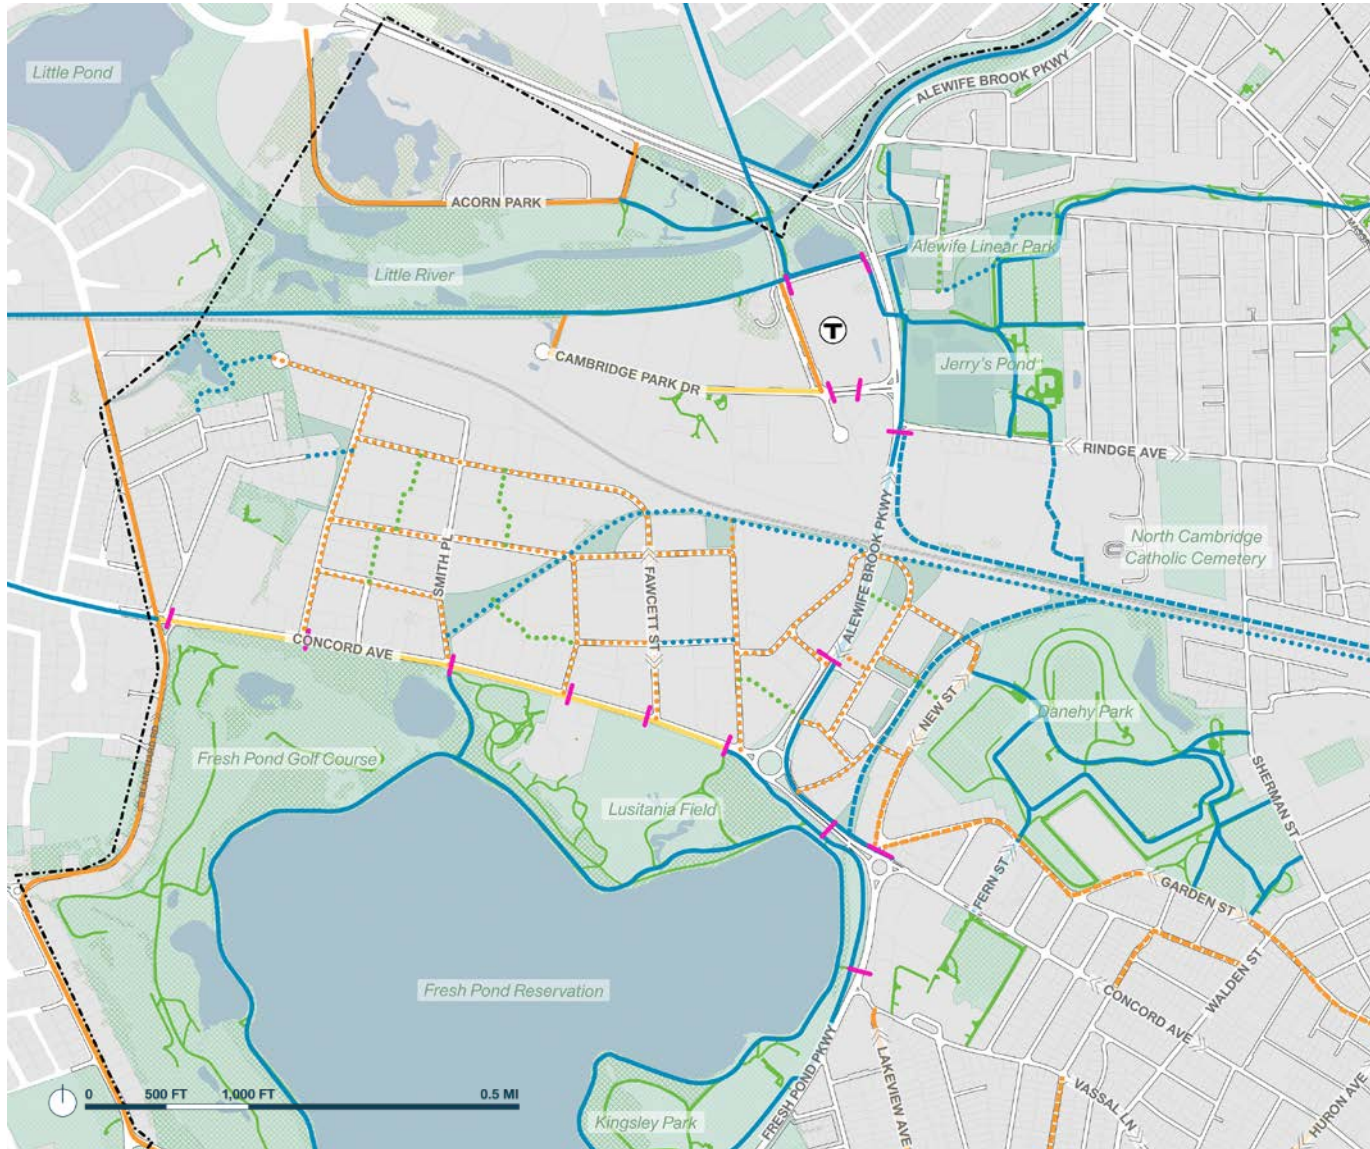 Little Pond
ALEWIFE BROOK PKWY
ACORN PARK
Alewife Linear Park
Little River
T
CAMBRIDGE PARK DR
Jerry's Pond
RINDGE AVE
ALEWIFE BROOK PKWY
North Cambridge
Catholic Cemetery
SMITH PL
FAWCETT ST
CONCORD AVE
NEW ST
Danehy Park
Fresh Pond Golf Course
SHERMAN ST
Lusitania Field
FERN ST
GARDEN ST
Fresh Pond Reservation
WALDEN ST
CONCORD AVE
FRESH POND PKWY
LAKEVIEW AVE
VASSAL LN
HURON AVE
Kingsley Park
0 500 FT 1,000 FT 0.5 MI